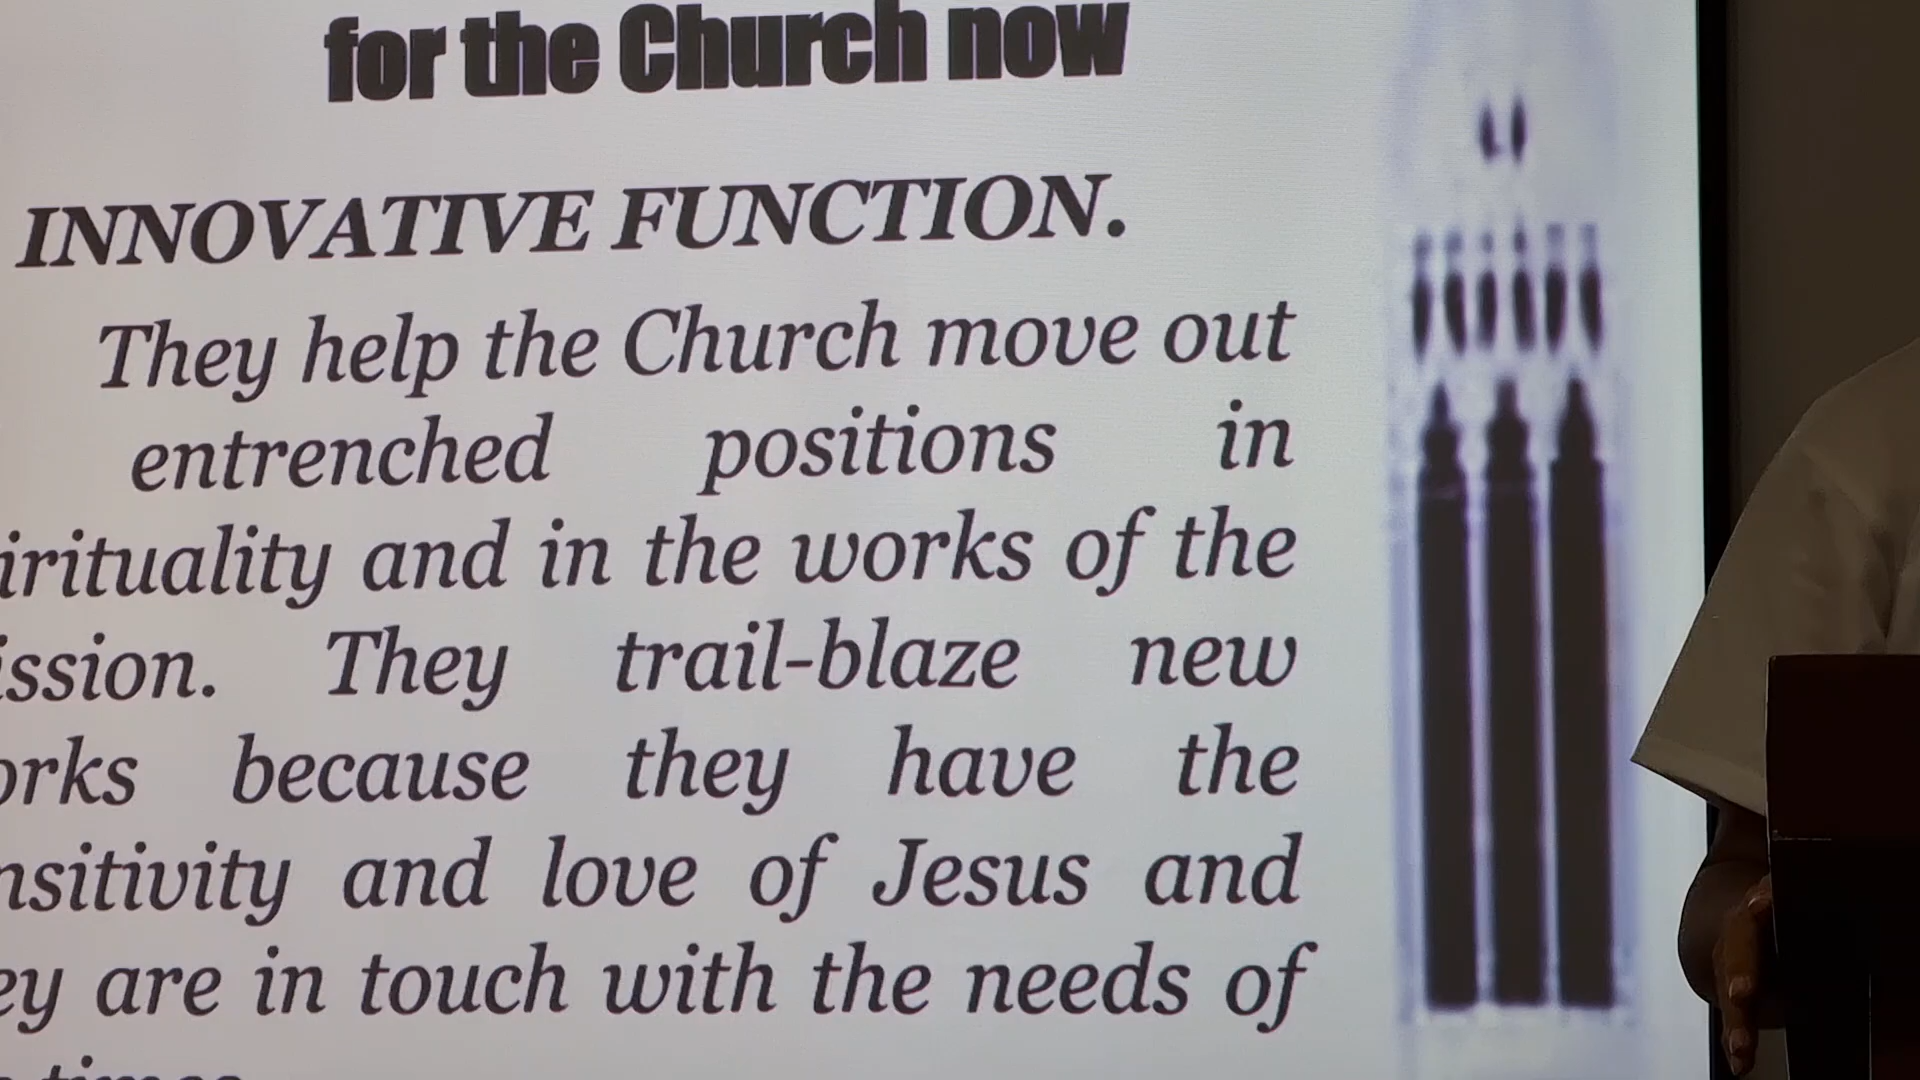 for the Church now
INNOVATIVE FUNCTION.
They help the Church move out
entrenched positions in
irituality and in the works of the
ission. They trail-blaze new
orks because they have the
nsitivity and love of Jesus and
ey are in touch with the needs of